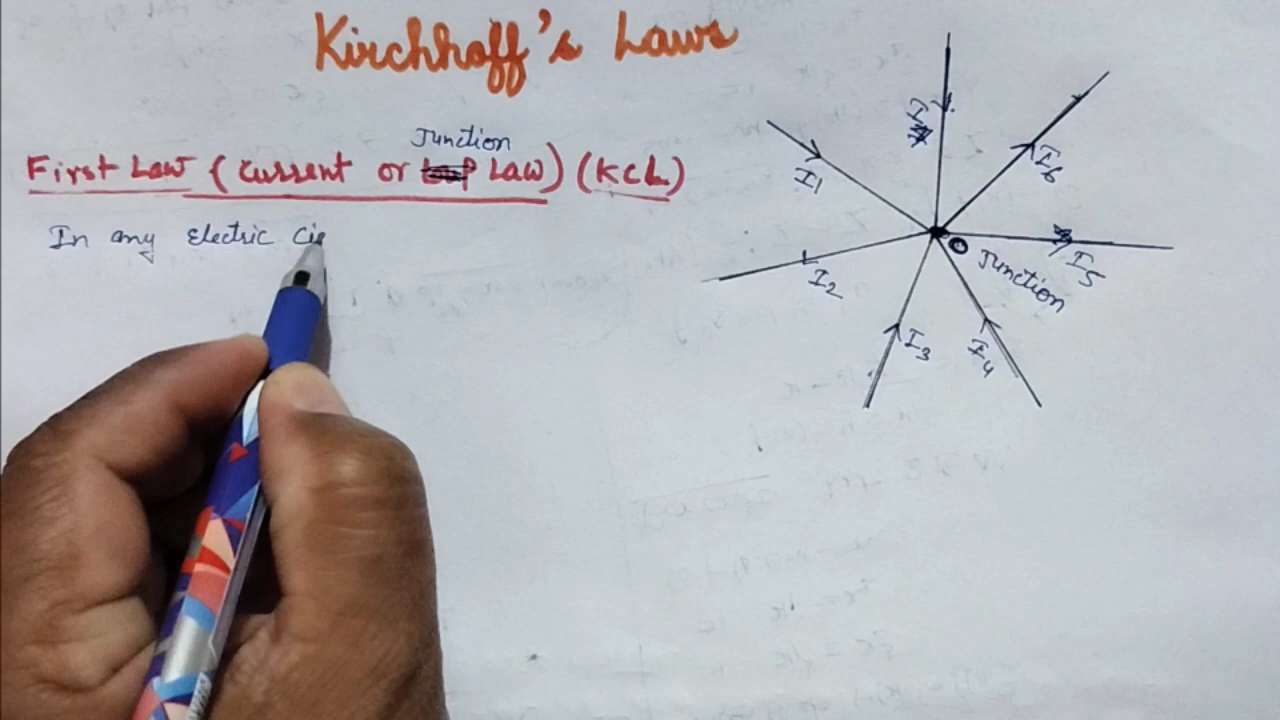 Kirchhoff's Laws
Junction
First Law (Current or Law) (KCL)
In any Electric Ci
I1
I2
I3
I4
I5
I6
O Junction